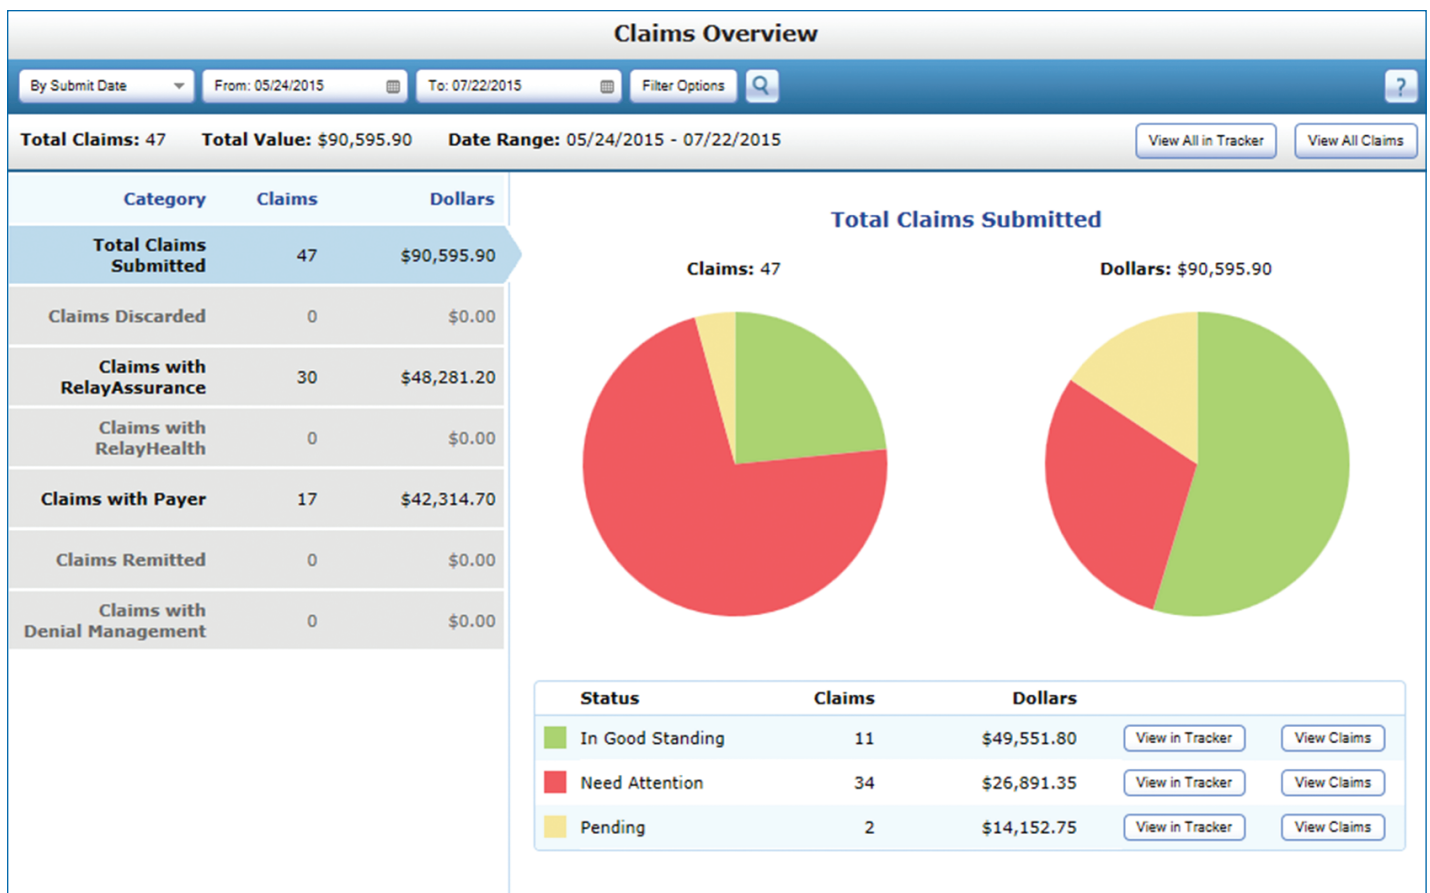 Claims Overview
By Submit Date From: 05/24/2015 To: 07/22/2015 Filter Options ?
Total Claims: 47 Total Value: $90,595.90 Date Range: 05/24/2015 - 07/22/2015 View All in Tracker View All Claims
Category Claims Dollars
Total Claims
Submitted 47 $90,595.90
Claims Discarded 0 $0.00
Claims with
RelayAssurance 30 $48,281.20
Claims with
RelayHealth 0 $0.00
Claims with Payer 17 $42,314.70
Claims Remitted 0 $0.00
Claims with
Denial Management 0 $0.00
Total Claims Submitted
Claims: 47 Dollars: $90,595.90
Status Claims Dollars
In Good Standing 11 $49,551.80 View in Tracker View Claims
Need Attention 34 $26,891.35 View in Tracker View Claims
Pending 2 $14,152.75 View in Tracker View Claims